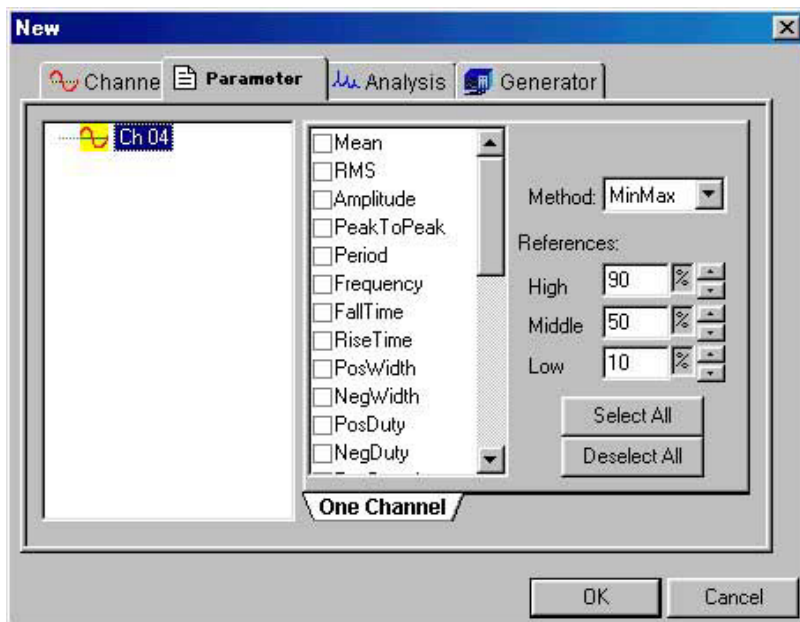 New
Channe
Parameter
Analysis
Generator
Ch 04
Mean
RMS
Amplitude
PeakToPeak
Period
Frequency
FallTime
RiseTime
PosWidth
NegWidth
PosDuty
NegDuty
One Channel
Method: MinMax
References:
High 90 %
Middle 50 %
Low 10 %
Select All
Deselect All
OK Cancel